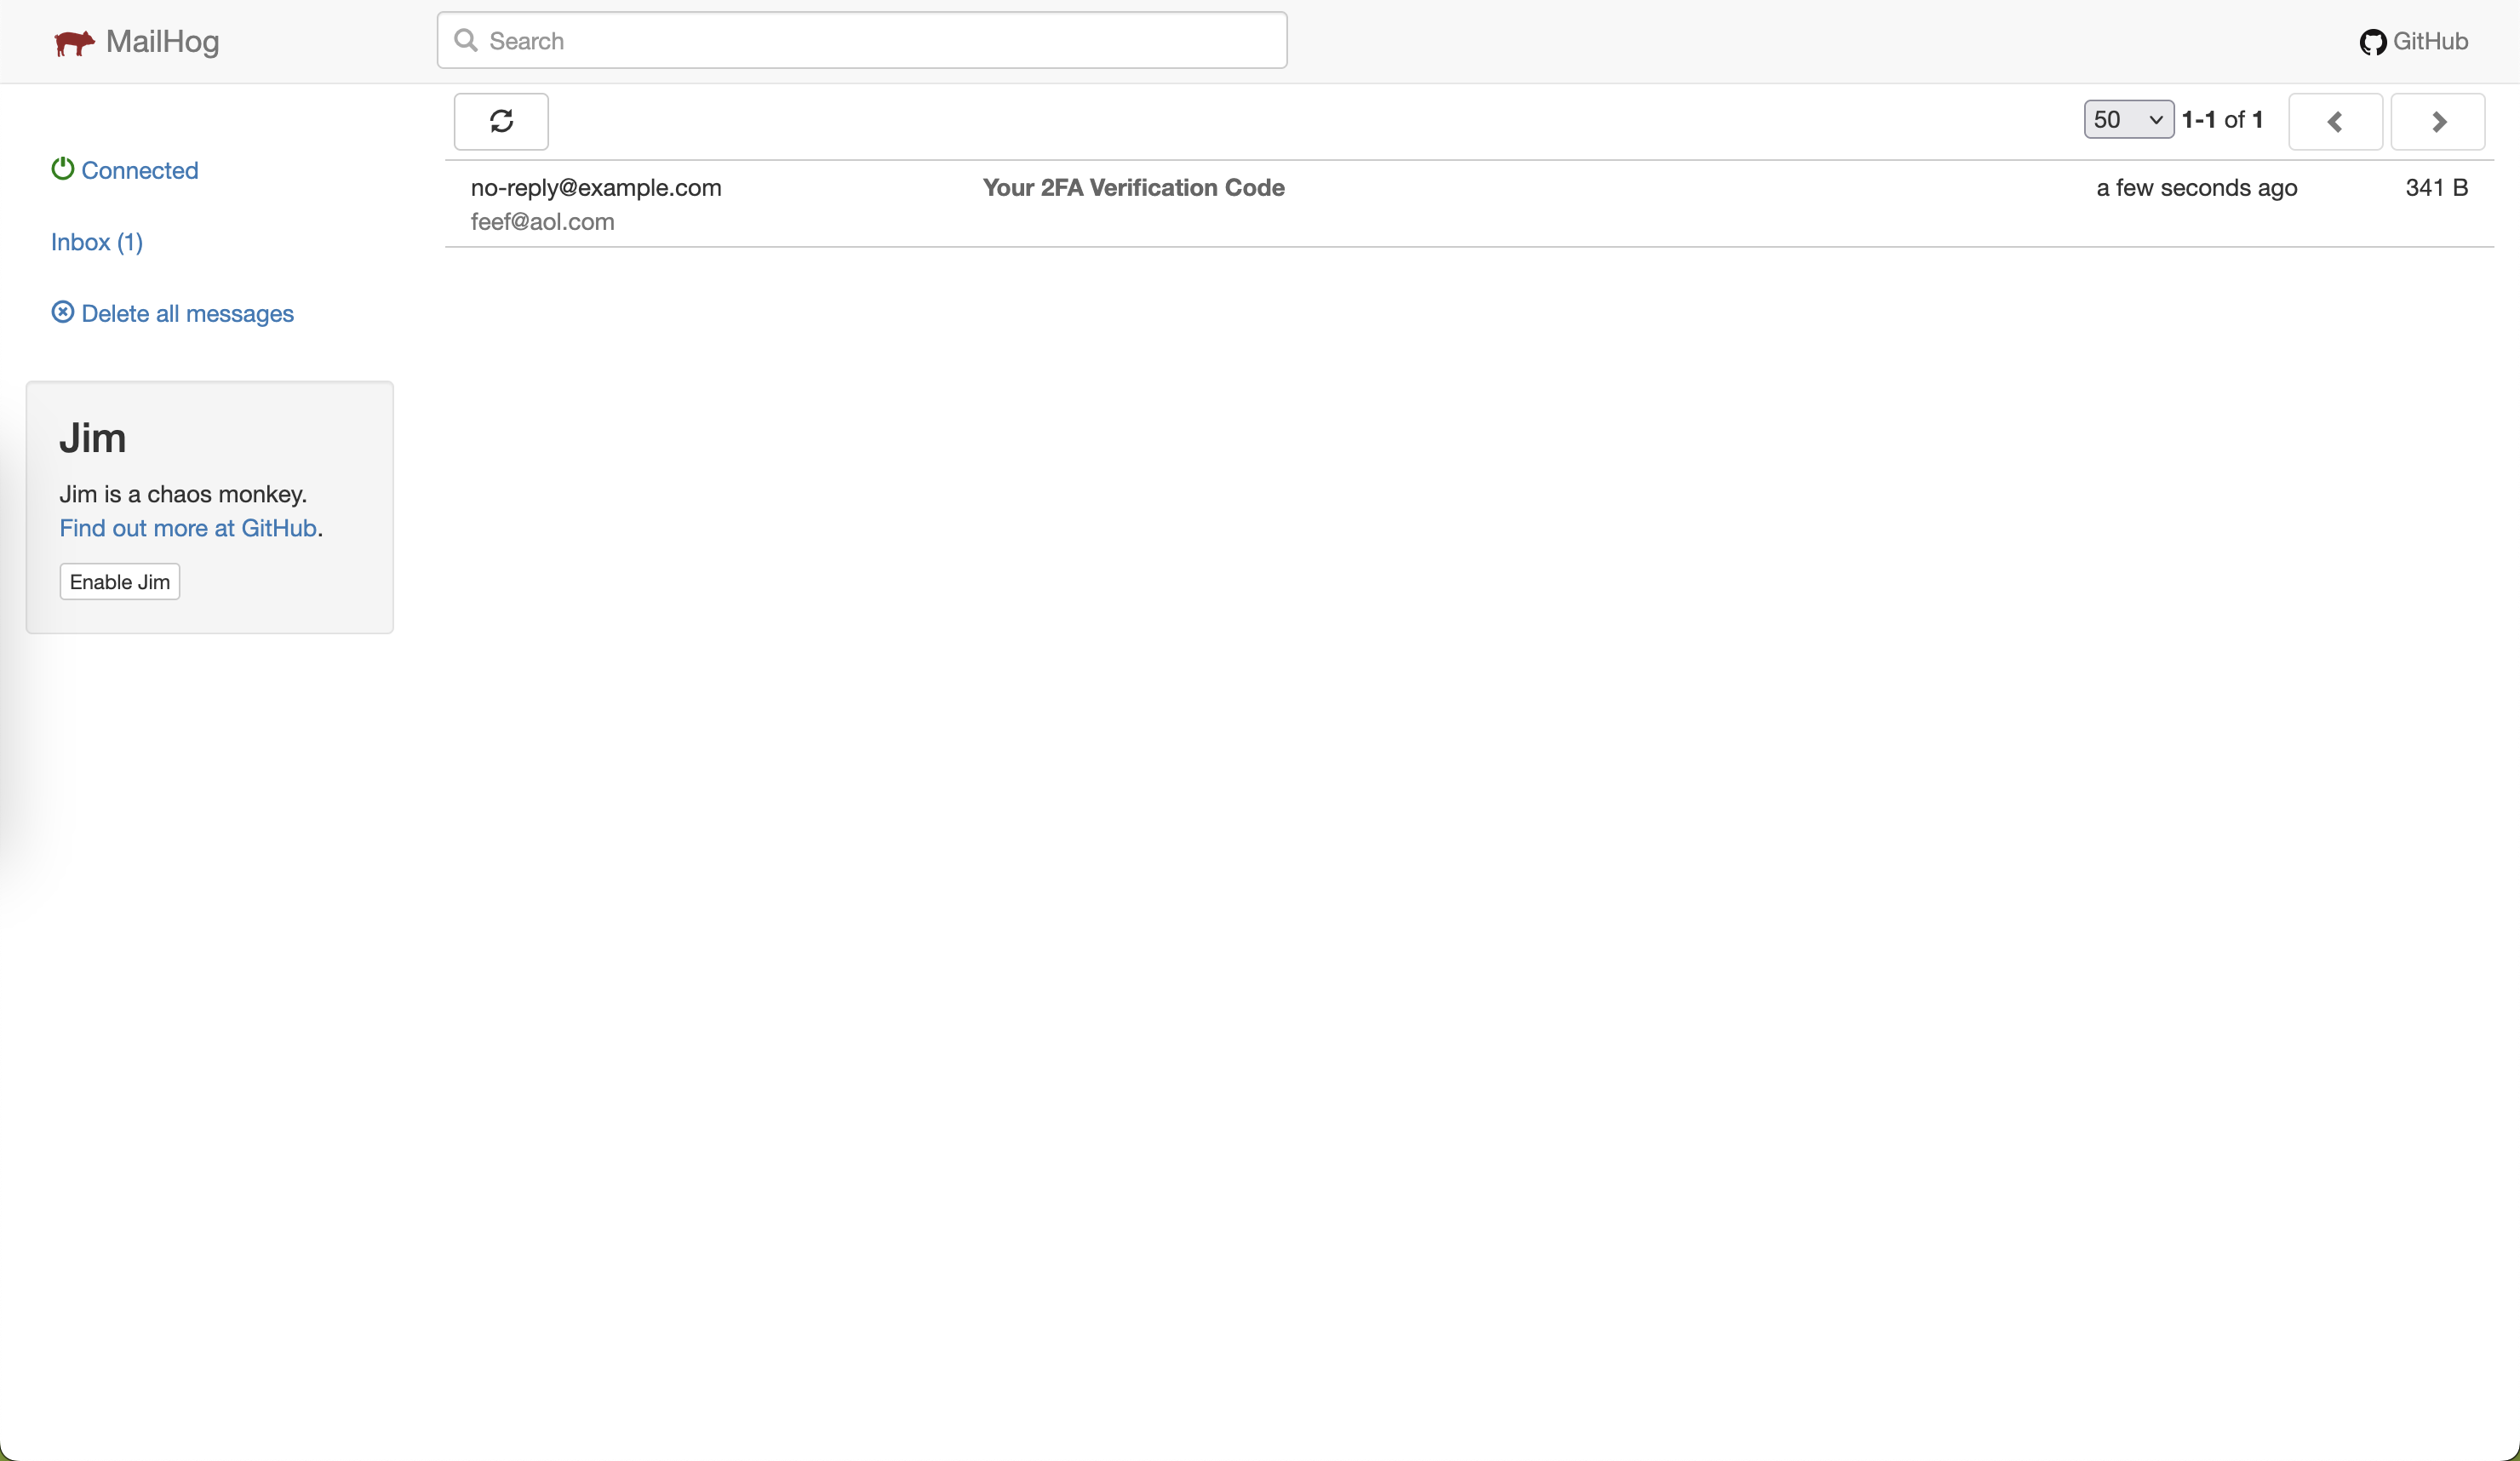 MailHog
Search
GitHub
50 1-1 of 1
Connected
Inbox (1)
Delete all messages
no-reply@example.com Your 2FA Verification Code a few seconds ago 341 B
feef@aol.com
Jim
Jim is a chaos monkey.
Find out more at GitHub.
Enable Jim